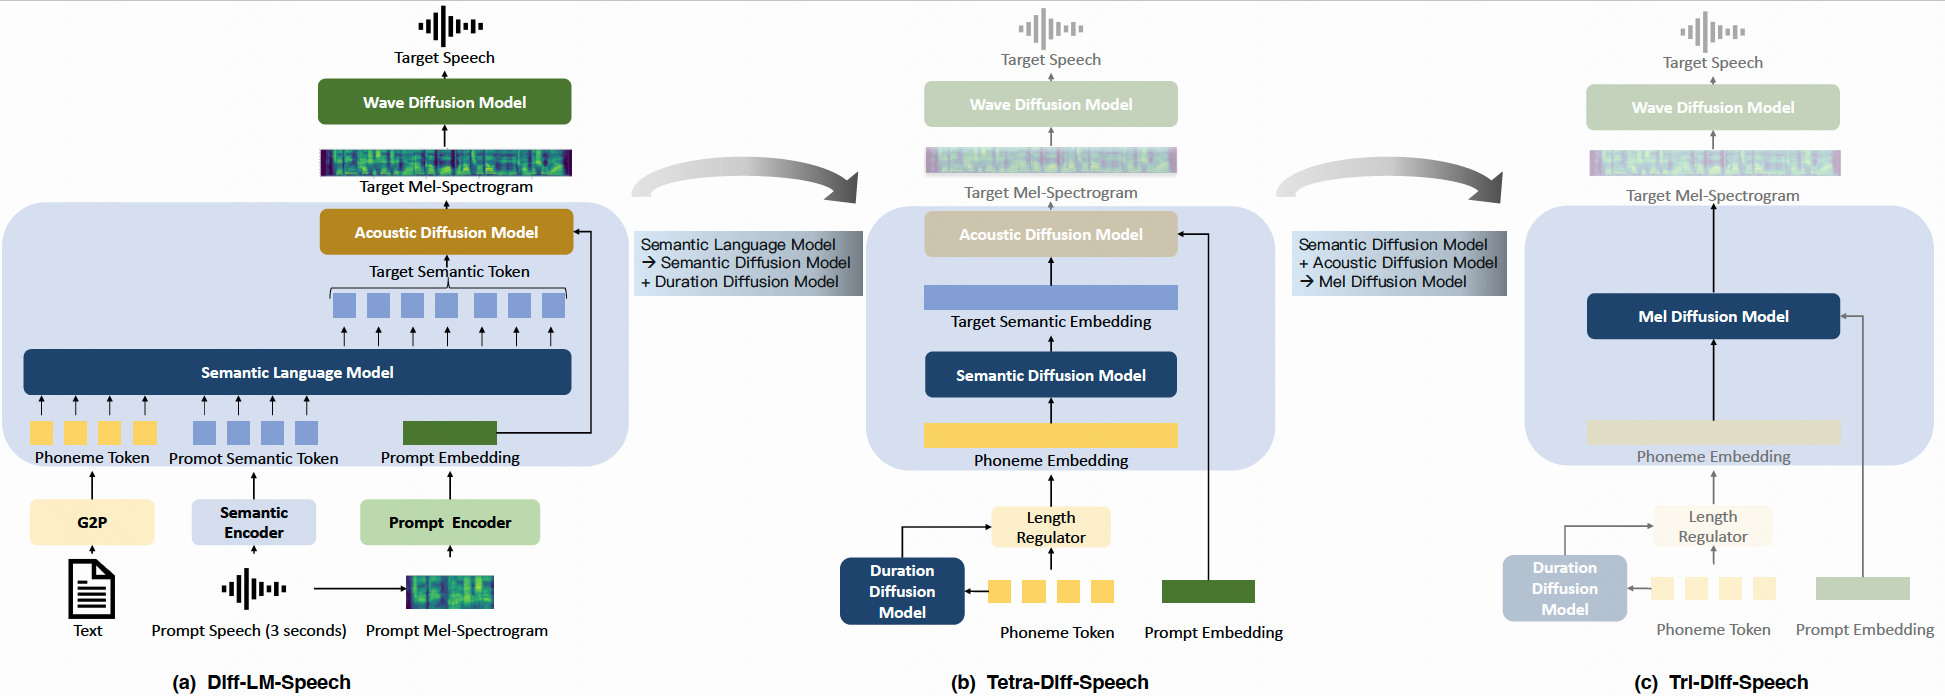 Target Speech
Wave Diffusion Model
Target Mel-Spectrogram
Acoustic Diffusion Model
Target Semantic Token
Semantic Language Model
Phoneme Token
Promot Semantic Token
Prompt Embedding
G2P
Semantic
Encoder
Prompt Encoder
Text
Prompt Speech (3 seconds)
Prompt Mel-Spectrogram
(a) Diff-LM-Speech
Semantic Language Model
→ Semantic Diffusion Model
+ Duration Diffusion Model
Target Speech
Wave Diffusion Model
Target Mel-Spectrogram
Acoustic Diffusion Model
Target Semantic Embedding
Semantic Diffusion Model
Phoneme Embedding
Length
Regulator
Duration
Diffusion
Model
Phoneme Token
Prompt Embedding
(b) Tetra-Diff-Speech
Semantic Diffusion Model
+ Acoustic Diffusion Model
→ Mel Diffusion Model
Target Speech
Wave Diffusion Model
Target Mel-Spectrogram
Mel Diffusion Model
Phoneme Embedding
Length
Regulator
Duration
Diffusion
Model
Phoneme Token
Prompt Embedding
(c) Tri-Diff-Speech